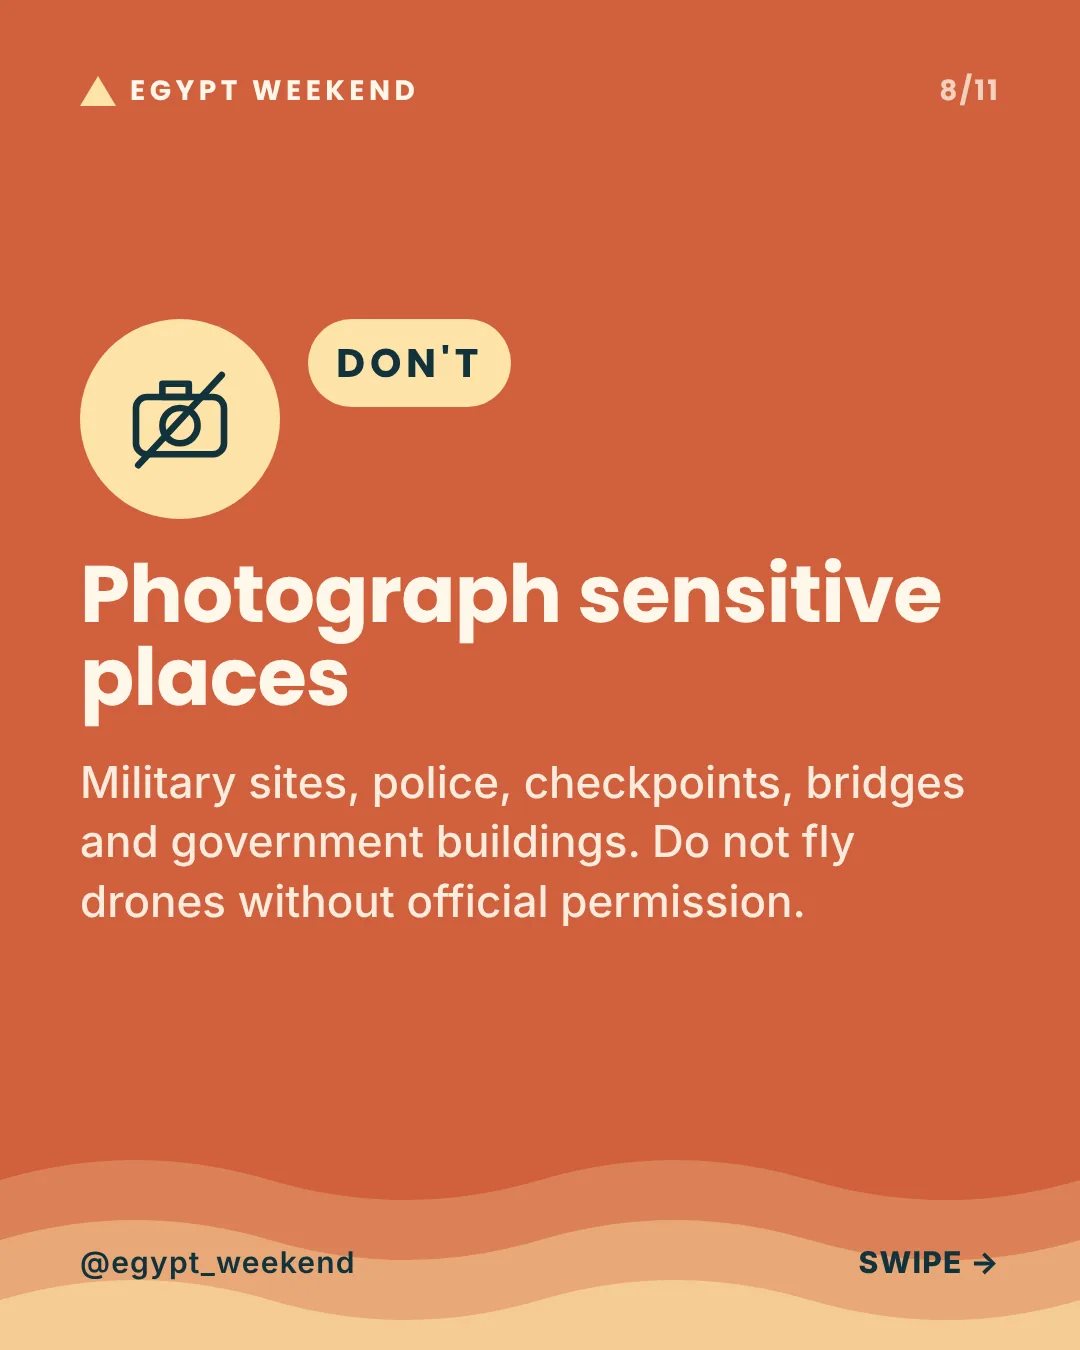 EGYPT WEEKEND
8/11
DON'T
Photograph sensitive
places
Military sites, police, checkpoints, bridges
and government buildings. Do not fly
drones without official permission.
@egypt_weekend
SWIPE →